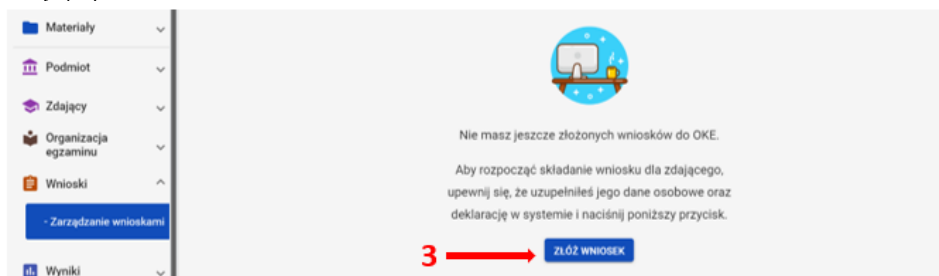 Materiały
Podmiot
Zdający
Organizacja
egzaminu
Wnioski
- Zarządzanie wnioskami
Wyniki
Nie masz jeszcze złożonych wniosków do OKE.
Aby rozpocząć składanie wniosku dla zdającego,
upewnij się, że uzupełniłeś jego dane osobowe oraz
deklarację w systemie i naciśnij poniższy przycisk.
3
ZŁÓŻ WNIOSEK